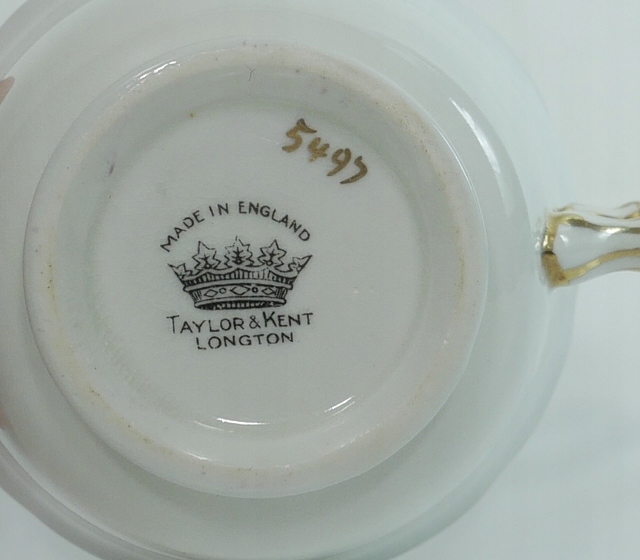 5497
MADE IN ENGLAND
TAYLOR & KENT
LONGTON